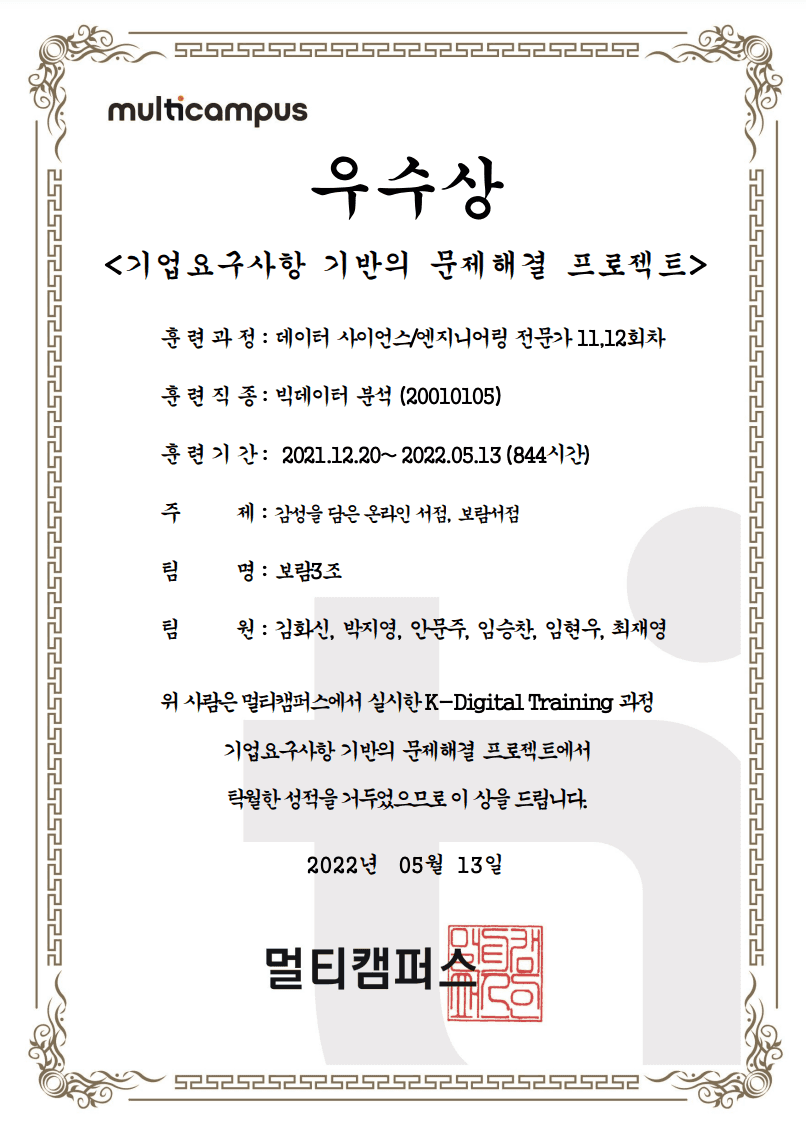 multicampus
우수상
<기업요구사항 기반의 문제해결 프로젝트>
훈련과정 : 데이터 사이언스/엔지니어링 전문가 11,12회차
훈련직종 : 빅데이터 분석 (20010105)
훈련기간 : 2021.12.20~ 2022.05.13 (844시간)
주 제 : 감성을 담은 온라인 서점, 보람서점
팀 명 : 보람3조
팀 원 : 김화신, 박지영, 안문주, 임승찬, 임현우, 최재영
위 사람은 멀티캠퍼스에서 실시한 K-Digital Training 과정
기업요구사항 기반의 문제해결 프로젝트에서
탁월한 성적을 거두었으므로 이 상을 드립니다.
2022년 05월 13일
멀티캠퍼스